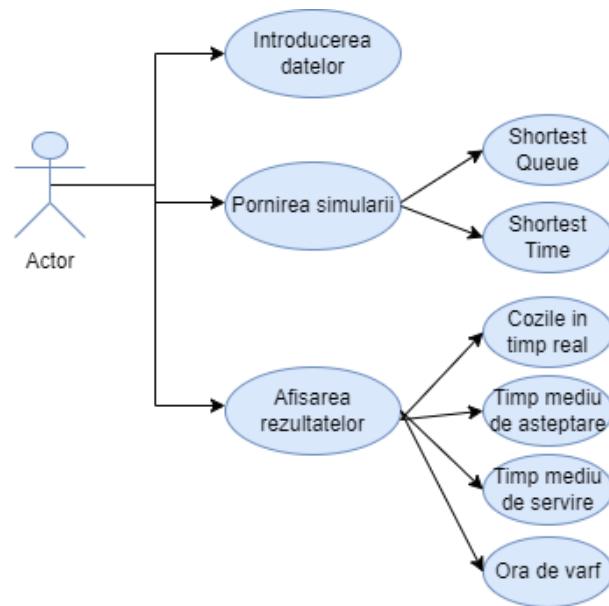 Introducerea
datelor
Actor
Pornirea simularii
Shortest
Queue
Shortest
Time
Afisarea
rezultatelor
Cozile in
timp real
Timp mediu
de asteptare
Timp mediu
de servire
Ora de varf